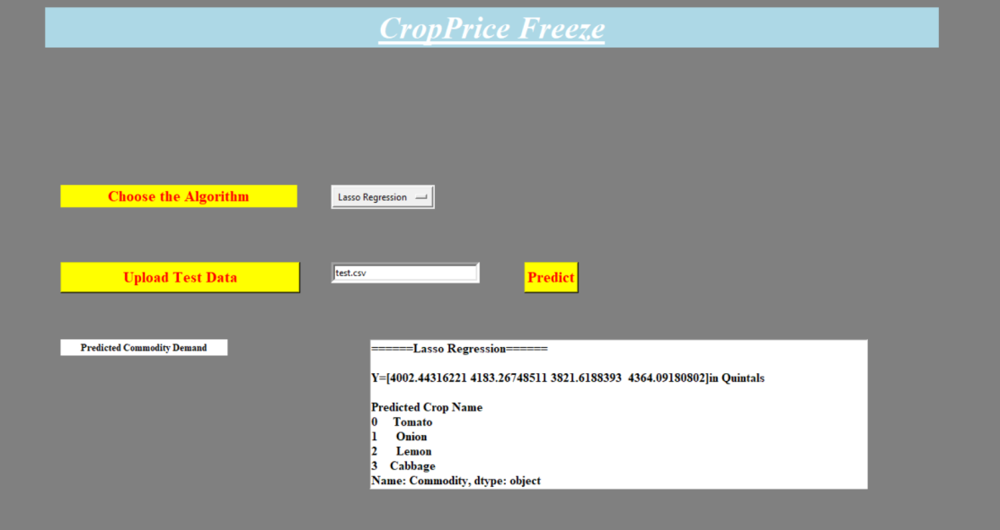 CropPrice Freeze
Choose the Algorithm
Lasso Regression
Upload Test Data
test.csv
Predict
Predicted Commodity Demand
======Lasso Regression======
Y=[4002.44316221 4183.26748511 3821.6188393  4364.09180802]in Quintals
Predicted Crop Name
0     Tomato
1      Onion
2      Lemon
3    Cabbage
Name: Commodity, dtype: object